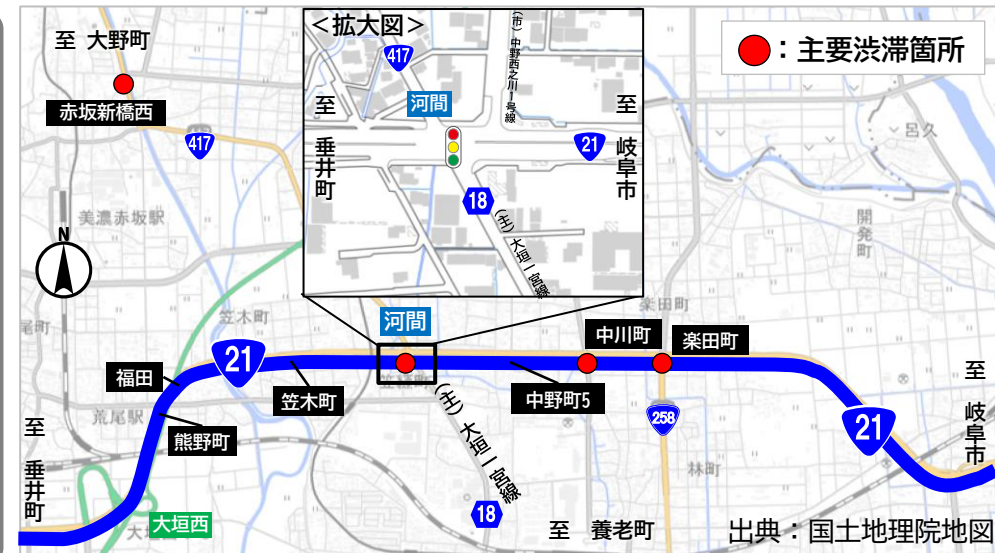 至 大野町
赤坂新橋西
417
美濃赤坂駅
N
＜拡大図＞
417
(市)中野西之川1号線
河間
至 垂井町
至 岐阜市
21
18
(主)大垣一宮線
●：主要渋滞箇所
呂久
開発町
楽田町
笠木町
河間
中川町
楽田町
21
福田
笠木町
中野町5
荒尾駅
熊野町
(主)大垣一宮線
258
21
至 岐阜市
至 垂井町
林町
大垣西
18
至 養老町
出典：国土地理院地図